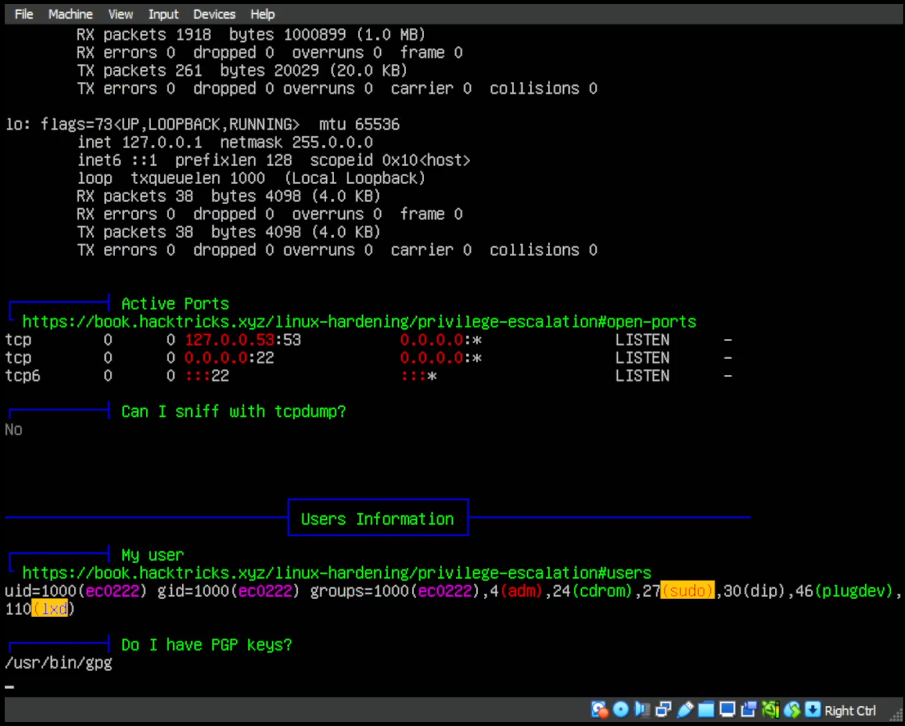 File Machine View Input Devices Help
RX packets 1918 bytes 1000899 (1.0 MB)
RX errors 0 dropped 0 overruns 0 frame 0
TX packets 261 bytes 20029 (20.0 KB)
TX errors 0 dropped 0 overruns 0 carrier 0 collisions 0
lo: flags=73<UP,LOOPBACK,RUNNING> mtu 65536
inet 127.0.0.1 netmask 255.0.0.0
inet6 ::1 prefixlen 128 scopeid 0x10<host>
loop txqueuelen 1000 (Local Loopback)
RX packets 38 bytes 4098 (4.0 KB)
RX errors 0 dropped 0 overruns 0 frame 0
TX packets 38 bytes 4098 (4.0 KB)
TX errors 0 dropped 0 overruns 0 carrier 0 collisions 0
Active Ports
https://book.hacktricks.xyz/linux-hardening/privilege-escalation#open-ports
tcp 0 0 127.0.0.53:53 0.0.0.0:* LISTEN -
tcp 0 0 0.0.0.0:22 0.0.0.0:* LISTEN -
tcp6 0 0 :::22 :::* LISTEN -
Can I sniff with tcpdump?
No
Users Information
My user
https://book.hacktricks.xyz/linux-hardening/privilege-escalation#users
uid=1000(ec0222) gid=1000(ec0222) groups=1000(ec0222),4(adm),24(cdrom),27(sudo),30(dip),46(plugdev),
110(lxd)
Do I have PGP keys?
/usr/bin/gpg
Right Ctrl